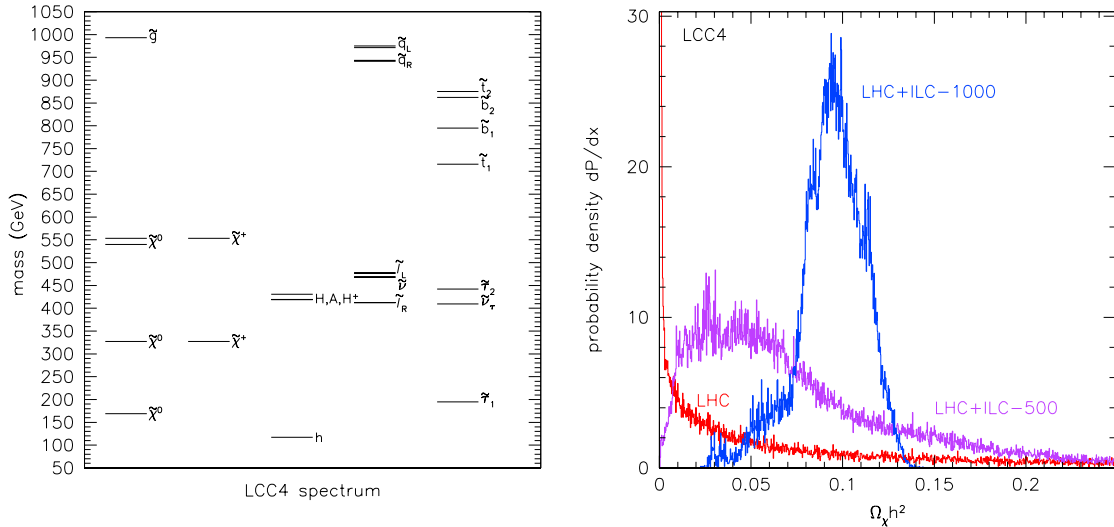 1050
1000
950
900
850
800
750
700
650
600
550
500
450
400
350
300
250
200
150
100
50
mass (GeV)
g̃
q̃L
q̃R
t̃2
b̃2
b̃1
t̃1
χ̃⁰
χ̃⁺
l̃L
ν̃
τ̃2
H,A,H⁺
l̃R
ν̃τ
χ̃⁰
χ̃⁺
χ̃⁰
τ̃1
h
LCC4 spectrum
30
20
10
0
probability density dP/dx
LCC4
LHC+ILC−1000
LHC
LHC+ILC−500
0
0.05
0.1
0.15
0.2
Ωχh²